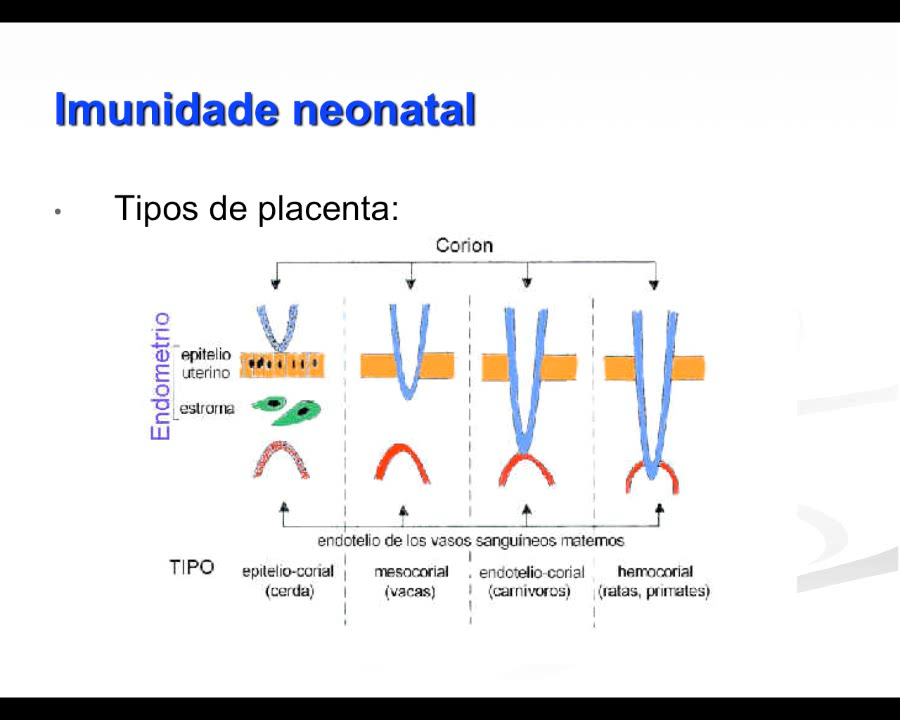 Imunidade neonatal
• Tipos de placenta:
Corion
Endometrio
epitelio
uterino
estroma
endotelio de los vasos sanguineos maternos
TIPO
epitelio-corial
(cerda)
mesocorial
(vacas)
endotelio-corial
(carnivoros)
hemocorial
(ratas, primates)